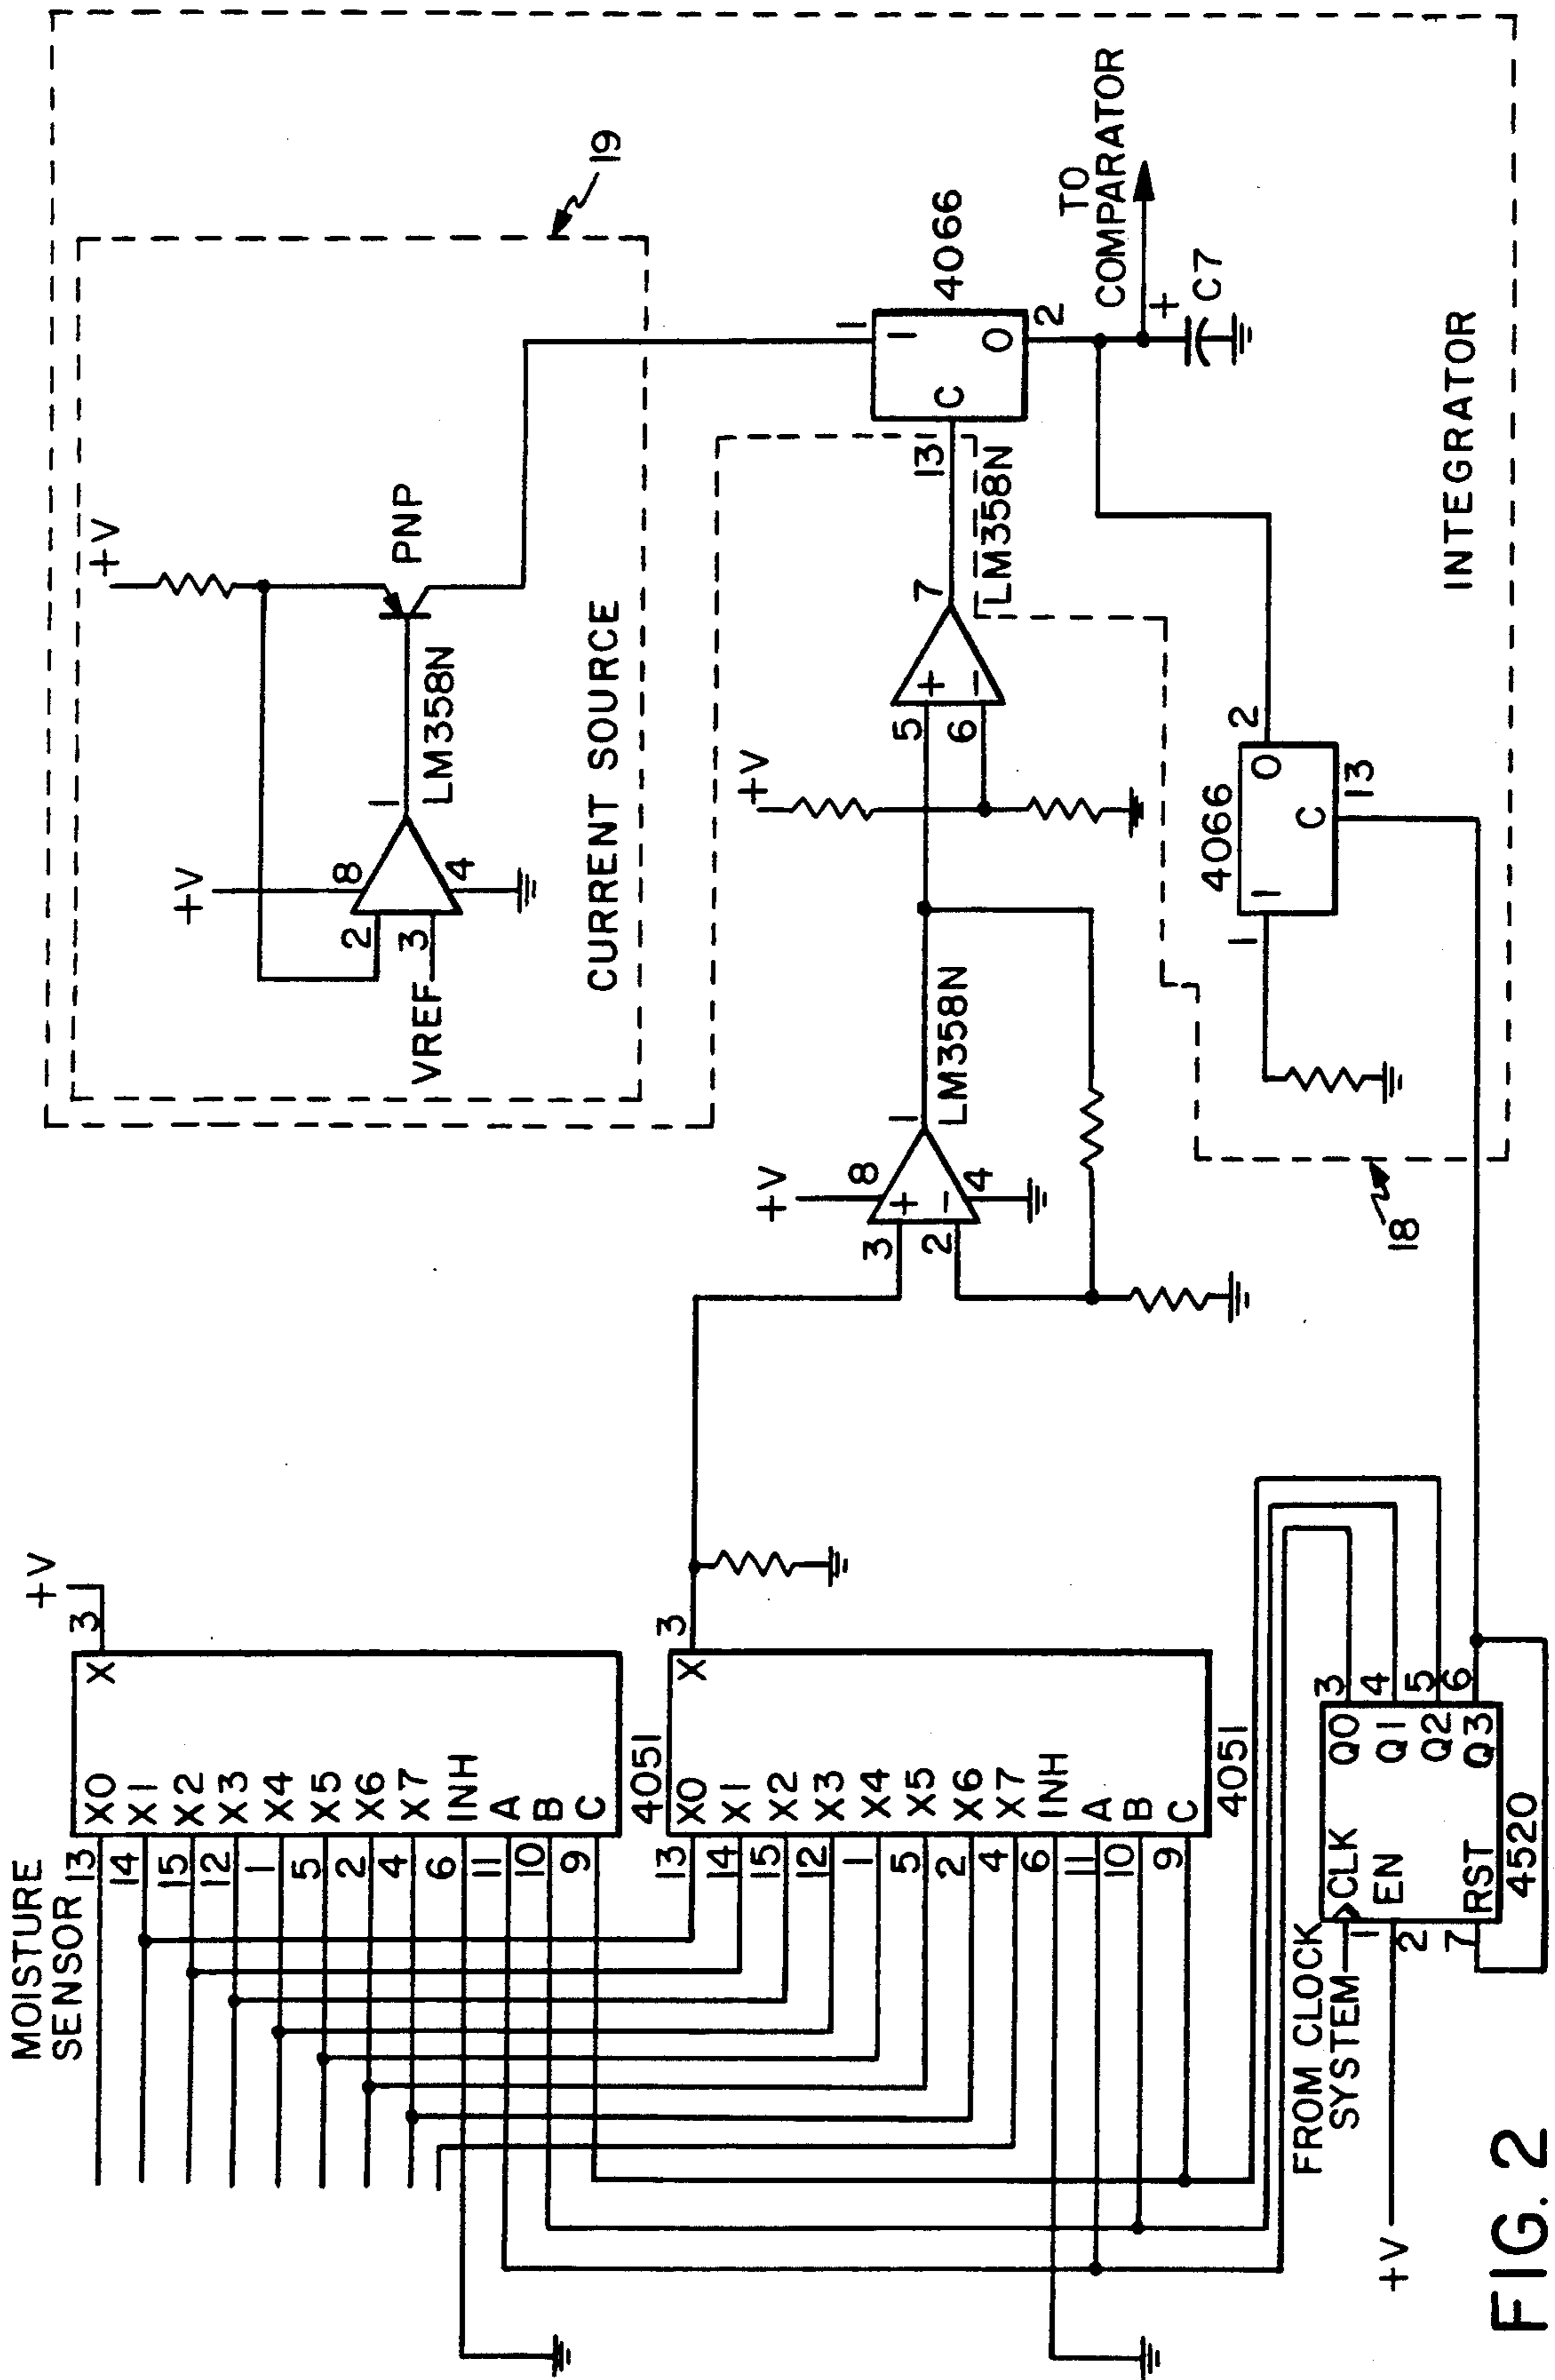 MOISTURE
SENSOR
+V
3
X
13 X0
14 X1
15 X2
12 X3
1 X4
5 X5
2 X6
4 X7
6 INH
11 A
10 B
9 C
4051
3
X
13 X0
14 X1
15 X2
12 X3
1 X4
5 X5
2 X6
4 X7
6 INH
11 A
10 B
9 C
4051
FROM CLOCK
SYSTEM
1 CLK
+V
2 EN
7 RST
Q0 3
Q1 4
Q2 5
Q3 6
4520
+V
8
3 +
2 −
4
1
LM358N
+V
5 +
6 −
7
LM358N
+V
8
2
3
VREF
4
1
LM358N
+V
PNP
CURRENT SOURCE
19
1
I
C
13
O
2
4066
TO
COMPARATOR
+
C7
1
I
O
2
C
13
4066
INTEGRATOR
18
FIG. 2